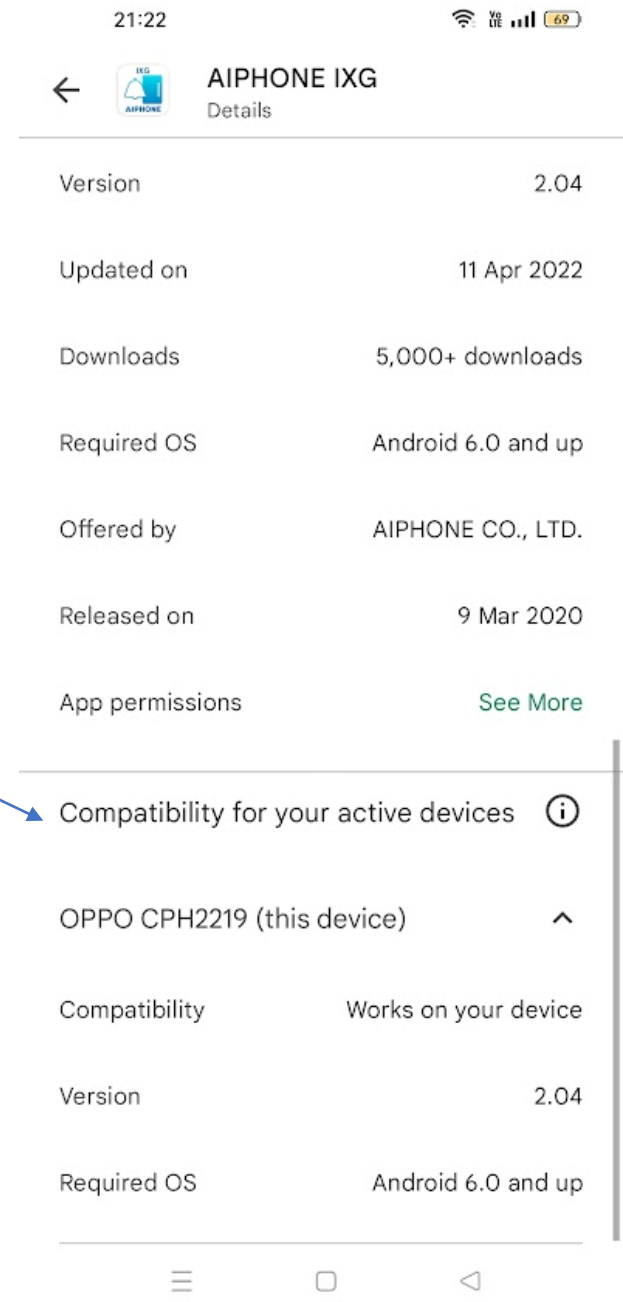 21:22
Vo LTE 69
IXG
AIPHONE
AIPHONE IXG
Details
Version 2.04
Updated on 11 Apr 2022
Downloads 5,000+ downloads
Required OS Android 6.0 and up
Offered by AIPHONE CO., LTD.
Released on 9 Mar 2020
App permissions See More
Compatibility for your active devices
OPPO CPH2219 (this device)
Compatibility Works on your device
Version 2.04
Required OS Android 6.0 and up